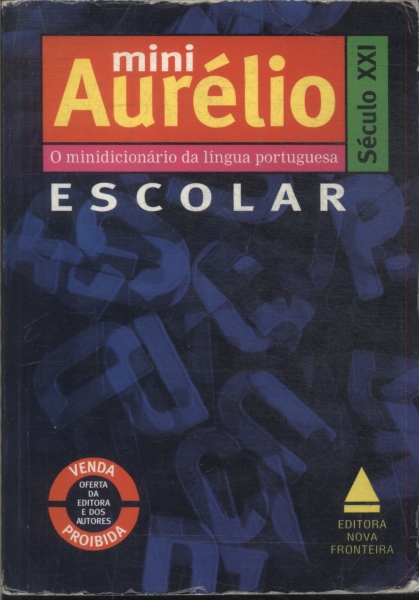 mini
Aurélio
Século XXI
O minidicionário da língua portuguesa
ESCOLAR
VENDA
OFERTA
DA
EDITORA
E DOS
AUTORES
PROIBIDA
EDITORA
NOVA
FRONTEIRA